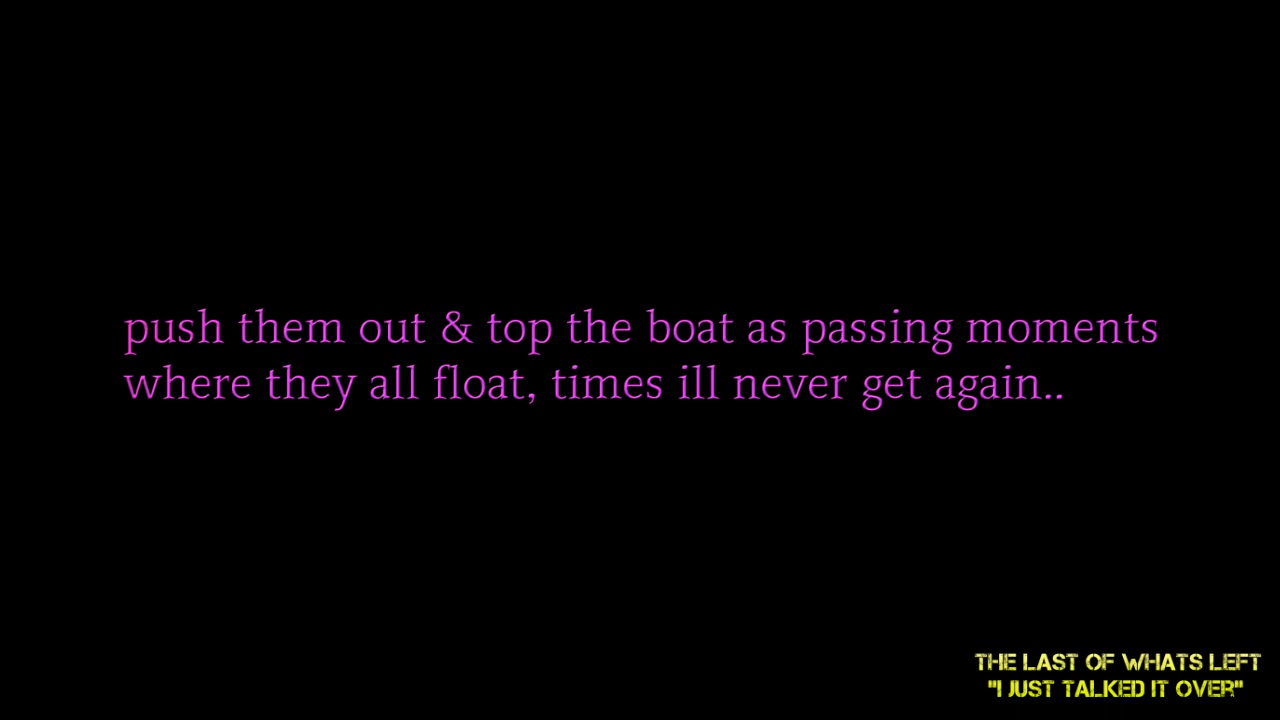 push them out & top the boat as passing moments
where they all float, times ill never get again..
THE LAST OF WHATS LEFT
"I JUST TALKED IT OVER"